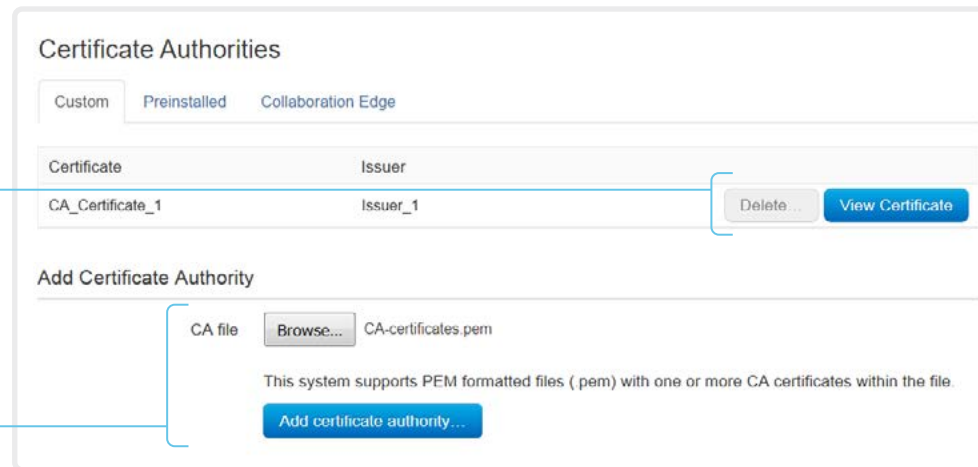 Certificate Authorities
Custom Preinstalled Collaboration Edge
Certificate Issuer
CA_Certificate_1 Issuer_1 Delete... View Certificate
Add Certificate Authority
CA file Browse... CA-certificates.pem
This system supports PEM formatted files (.pem) with one or more CA certificates within the file.
Add certificate authority...